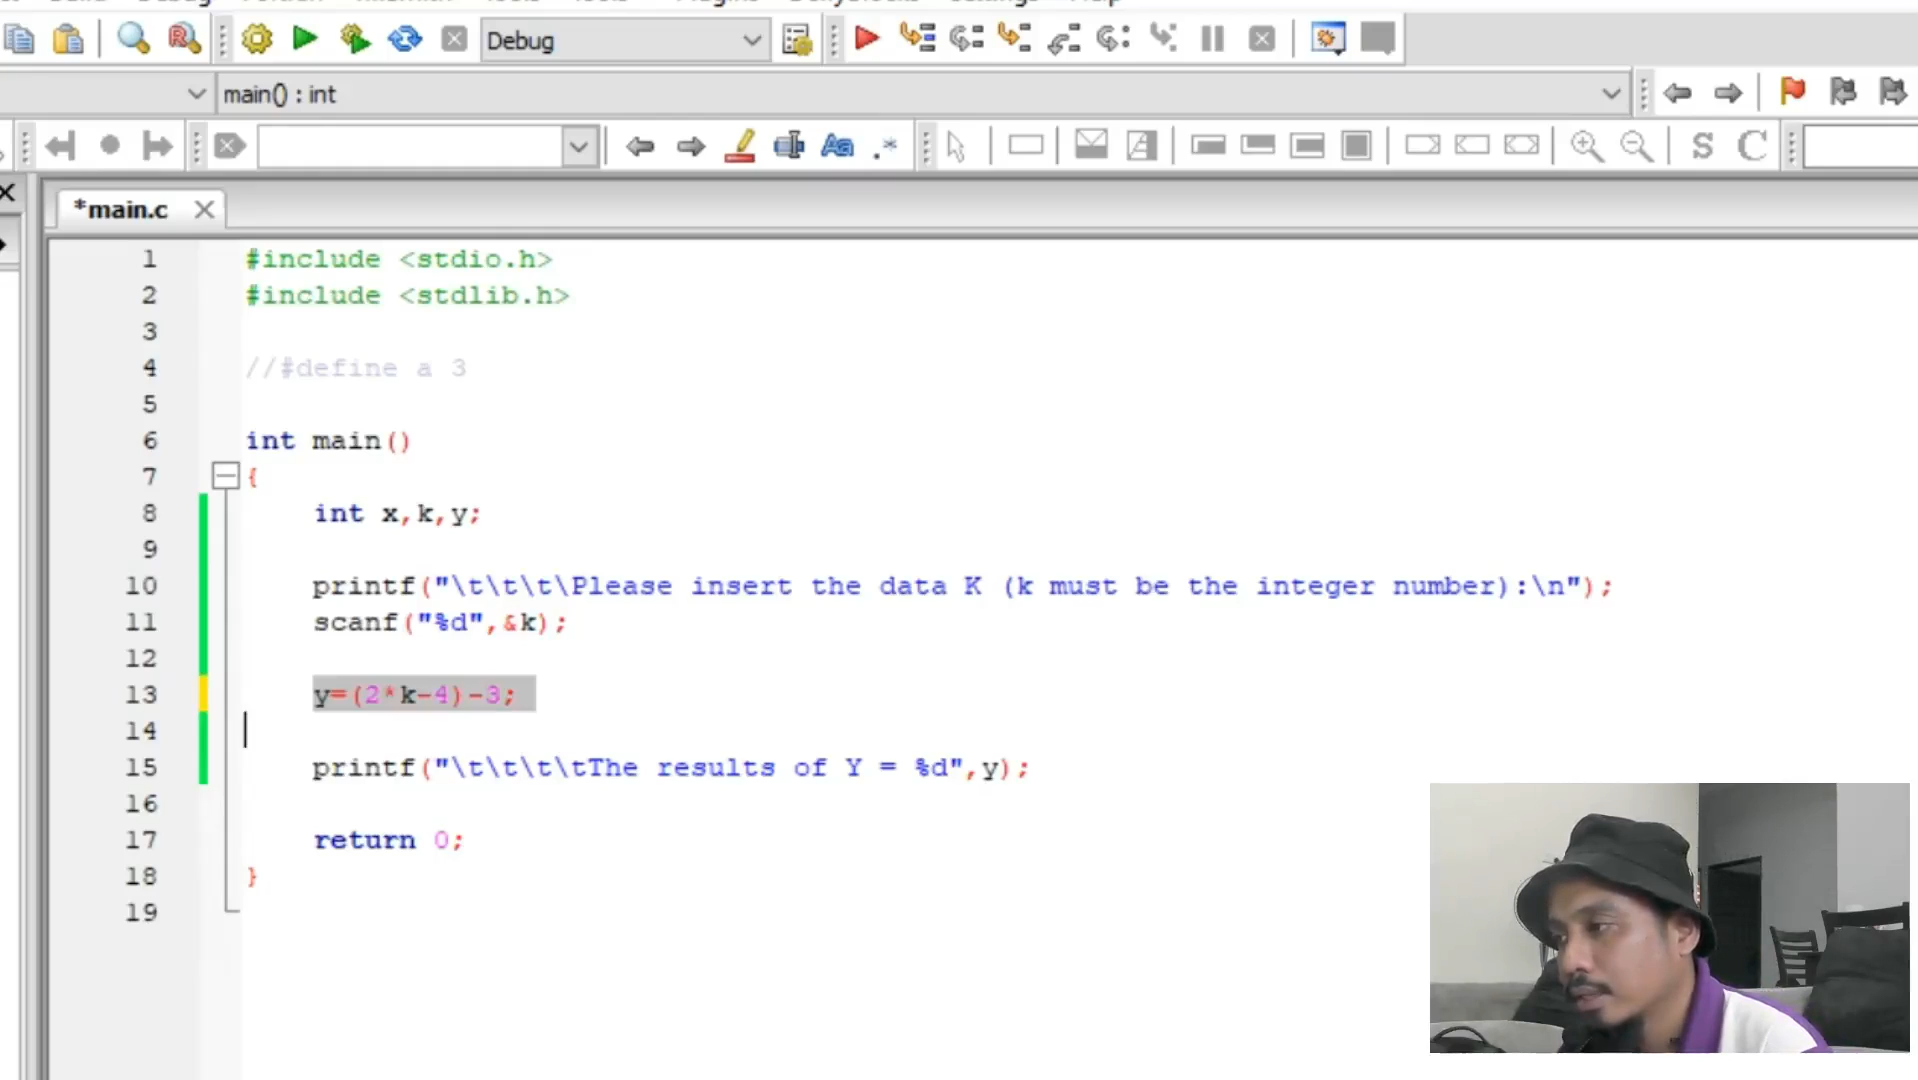 Debug
main() : int
Aa
.*
S
C
*main.c
1 #include <stdio.h>
2 #include <stdlib.h>
3
4 //#define a 3
5
6 int main()
7 {
8 int x,k,y;
9
10 printf("\t\t\t\Please insert the data K (k must be the integer number):\n");
11 scanf("%d",&k);
12
13 y=(2*k-4)-3;
14
15 printf("\t\t\t\tThe results of Y = %d",y);
16
17 return 0;
18 }
19